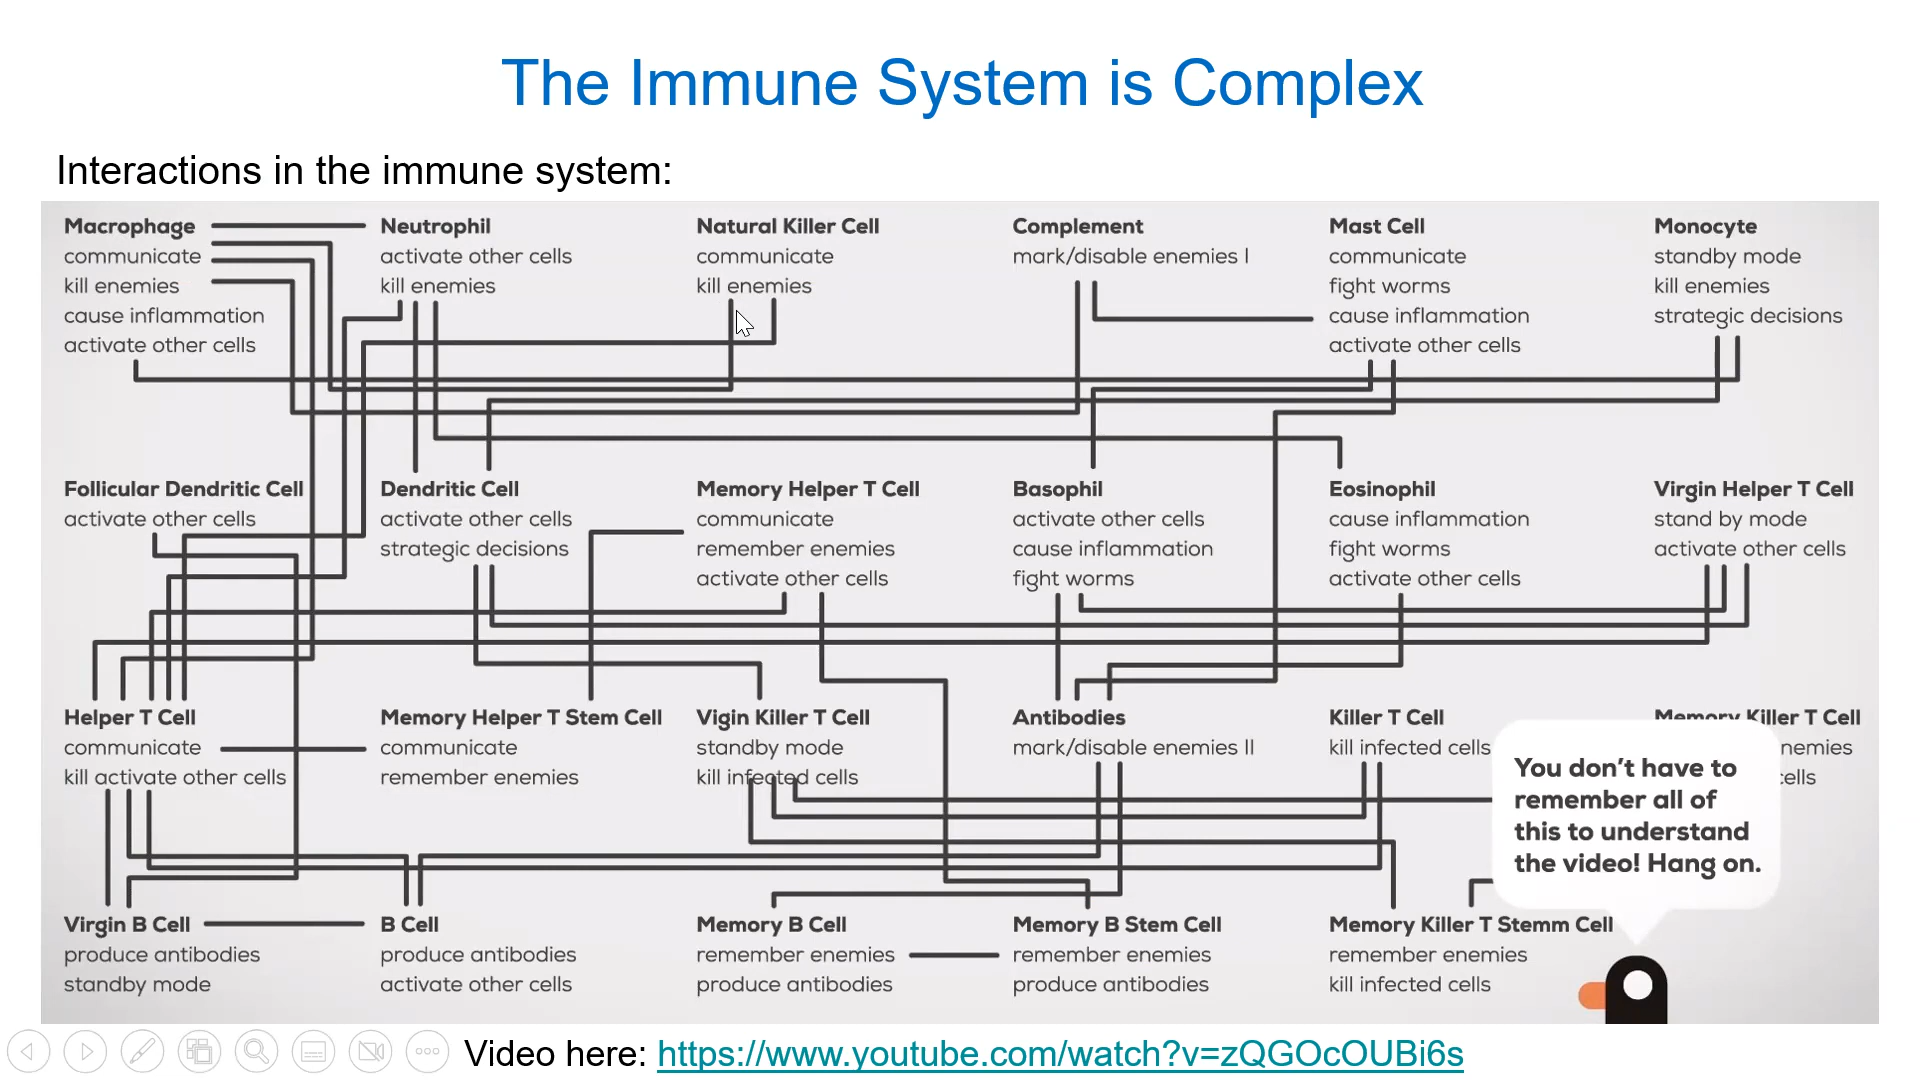 The Immune System is Complex
Interactions in the immune system:
Macrophage
communicate
kill enemies
cause inflammation
activate other cells
Neutrophil
activate other cells
kill enemies
Natural Killer Cell
communicate
kill enemies
Complement
mark/disable enemies I
Mast Cell
communicate
fight worms
cause inflammation
activate other cells
Monocyte
standby mode
kill enemies
strategic decisions
Follicular Dendritic Cell
activate other cells
Dendritic Cell
activate other cells
strategic decisions
Memory Helper T Cell
communicate
remember enemies
activate other cells
Basophil
activate other cells
cause inflammation
fight worms
Eosinophil
cause inflammation
fight worms
activate other cells
Virgin Helper T Cell
stand by mode
activate other cells
Helper T Cell
communicate
kill activate other cells
Memory Helper T Stem Cell
communicate
remember enemies
Vigin Killer T Cell
standby mode
kill infected cells
Antibodies
mark/disable enemies II
Killer T Cell
kill infected cells
Memory Killer T Cell
You don't have to
remember all of
this to understand
the video! Hang on.
Virgin B Cell
produce antibodies
standby mode
B Cell
produce antibodies
activate other cells
Memory B Cell
remember enemies
produce antibodies
Memory B Stem Cell
remember enemies
produce antibodies
Memory Killer T Stemm Cell
remember enemies
kill infected cells
Video here: https://www.youtube.com/watch?v=zQGOcOUBi6s